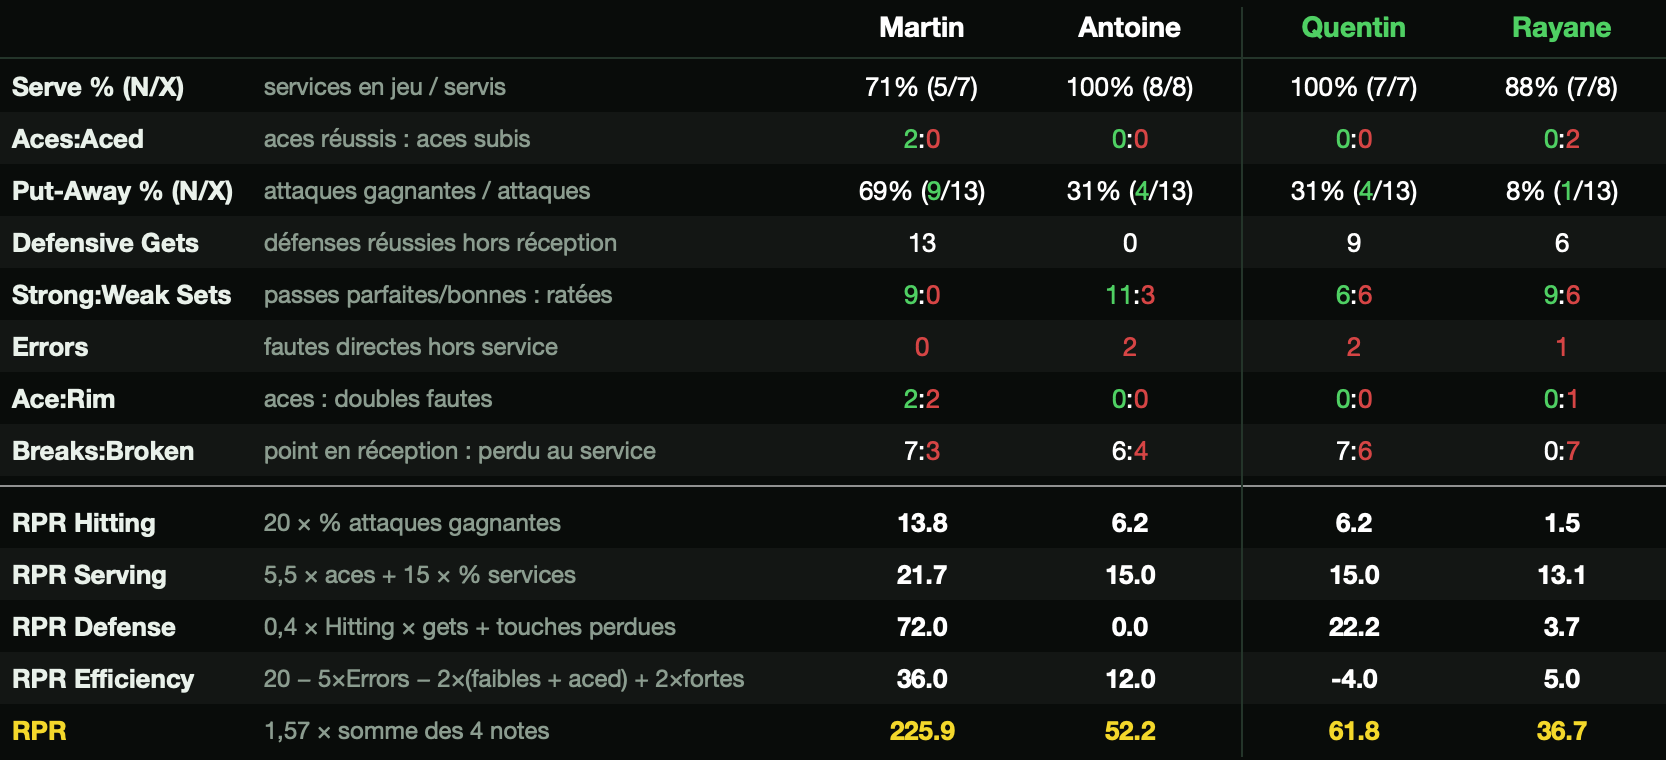 Martin Antoine Quentin Rayane
Serve % (N/X) services en jeu / servis 71% (5/7) 100% (8/8) 100% (7/7) 88% (7/8)
Aces:Aced aces réussis : aces subis 2:0 0:0 0:0 0:2
Put-Away % (N/X) attaques gagnantes / attaques 69% (9/13) 31% (4/13) 31% (4/13) 8% (1/13)
Defensive Gets défenses réussies hors réception 13 0 9 6
Strong:Weak Sets passes parfaites/bonnes : ratées 9:0 11:3 6:6 9:6
Errors fautes directes hors service 0 2 2 1
Ace:Rim aces : doubles fautes 2:2 0:0 0:0 0:1
Breaks:Broken point en réception : perdu au service 7:3 6:4 7:6 0:7
RPR Hitting 20 × % attaques gagnantes 13.8 6.2 6.2 1.5
RPR Serving 5,5 × aces + 15 × % services 21.7 15.0 15.0 13.1
RPR Defense 0,4 × Hitting × gets + touches perdues 72.0 0.0 22.2 3.7
RPR Efficiency 20 – 5×Errors – 2×(faibles + aced) + 2×fortes 36.0 12.0 -4.0 5.0
RPR 1,57 × somme des 4 notes 225.9 52.2 61.8 36.7